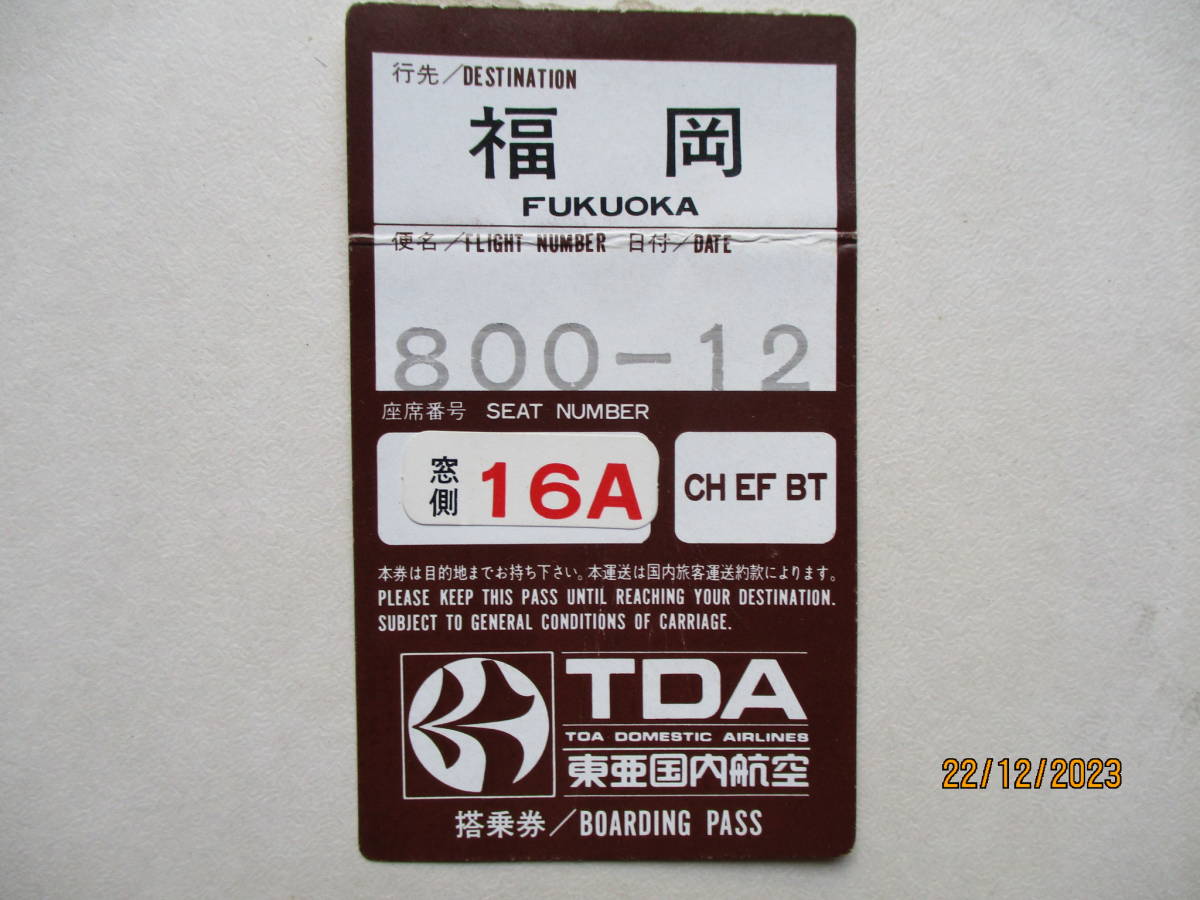 行先/DESTINATION
福 岡
FUKUOKA
便名/FLIGHT NUMBER 日付/DATE
800-12
座席番号 SEAT NUMBER
窓側 16A
CH EF BT
本券は目的地までお持ち下さい。本運送は国内旅客運送約款によります。
PLEASE KEEP THIS PASS UNTIL REACHING YOUR DESTINATION.
SUBJECT TO GENERAL CONDITIONS OF CARRIAGE.
TDA
TOA DOMESTIC AIRLINES
東亜国内航空
搭乗券/BOARDING PASS
22/12/2023